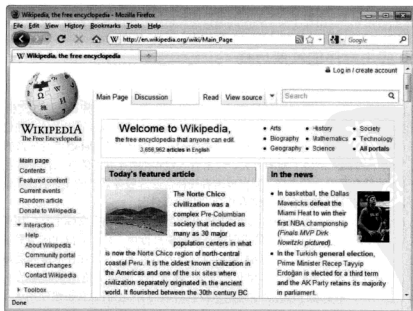 Wikipedia, the free encyclopedia - Mozilla Firefox
File Edit View History Bookmarks Tools Help
W http://en.wikipedia.org/wiki/Main_Page
Google
W Wikipedia, the free encyclopedia
Log in / create account
Main Page Discussion Read View source Search
WIKIPEDIA
The Free Encyclopedia
Main page
Contents
Featured content
Current events
Random article
Donate to Wikipedia
Interaction
Help
About Wikipedia
Community portal
Recent changes
Contact Wikipedia
Toolbox
Welcome to Wikipedia,
the free encyclopedia that anyone can edit.
3,658,962 articles in English
• Arts • History • Society
• Biography • Mathematics • Technology
• Geography • Science • All portals
Today's featured article
The Norte Chico
civilization was a
complex Pre-Columbian
society that included as
many as 30 major
population centers in what
is now the Norte Chico region of north-central
coastal Peru. It is the oldest known civilization in
the Americas and one of the six sites where
civilization separately originated in the ancient
world. It flourished between the 30th century BC
In the news
• In basketball, the Dallas
Mavericks defeat the
Miami Heat to win their
first NBA championship
(Finals MVP Dirk
Nowitzki pictured).
• In the Turkish general election,
Prime Minister Recep Tayyip
Erdoğan is elected for a third term
and the AK Party retains its majority
in parliament.
Done